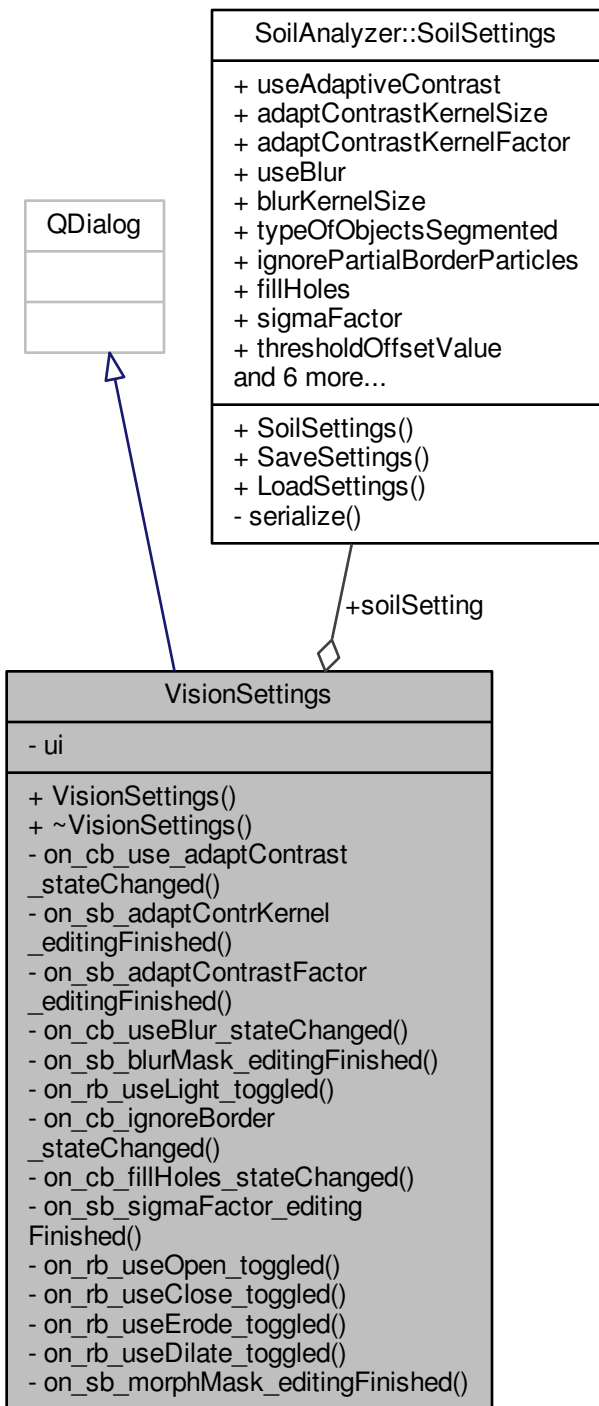 SoilAnalyzer::SoilSettings
+ useAdaptiveContrast
+ adaptContrastKernelSize
+ adaptContrastKernelFactor
+ useBlur
+ blurKernelSize
+ typeOfObjectsSegmented
+ ignorePartialBorderParticles
+ fillHoles
+ sigmaFactor
+ thresholdOffsetValue
and 6 more...
+ SoilSettings()
+ SaveSettings()
+ LoadSettings()
- serialize()
QDialog
+soilSetting
VisionSettings
- ui
+ VisionSettings()
+ ~VisionSettings()
- on_cb_use_adaptContrast
_stateChanged()
- on_sb_adaptContrKernel
_editingFinished()
- on_sb_adaptContrastFactor
_editingFinished()
- on_cb_useBlur_stateChanged()
- on_sb_blurMask_editingFinished()
- on_rb_useLight_toggled()
- on_cb_ignoreBorder
_stateChanged()
- on_cb_fillHoles_stateChanged()
- on_sb_sigmaFactor_editing
Finished()
- on_rb_useOpen_toggled()
- on_rb_useClose_toggled()
- on_rb_useErode_toggled()
- on_rb_useDilate_toggled()
- on_sb_morphMask_editingFinished()